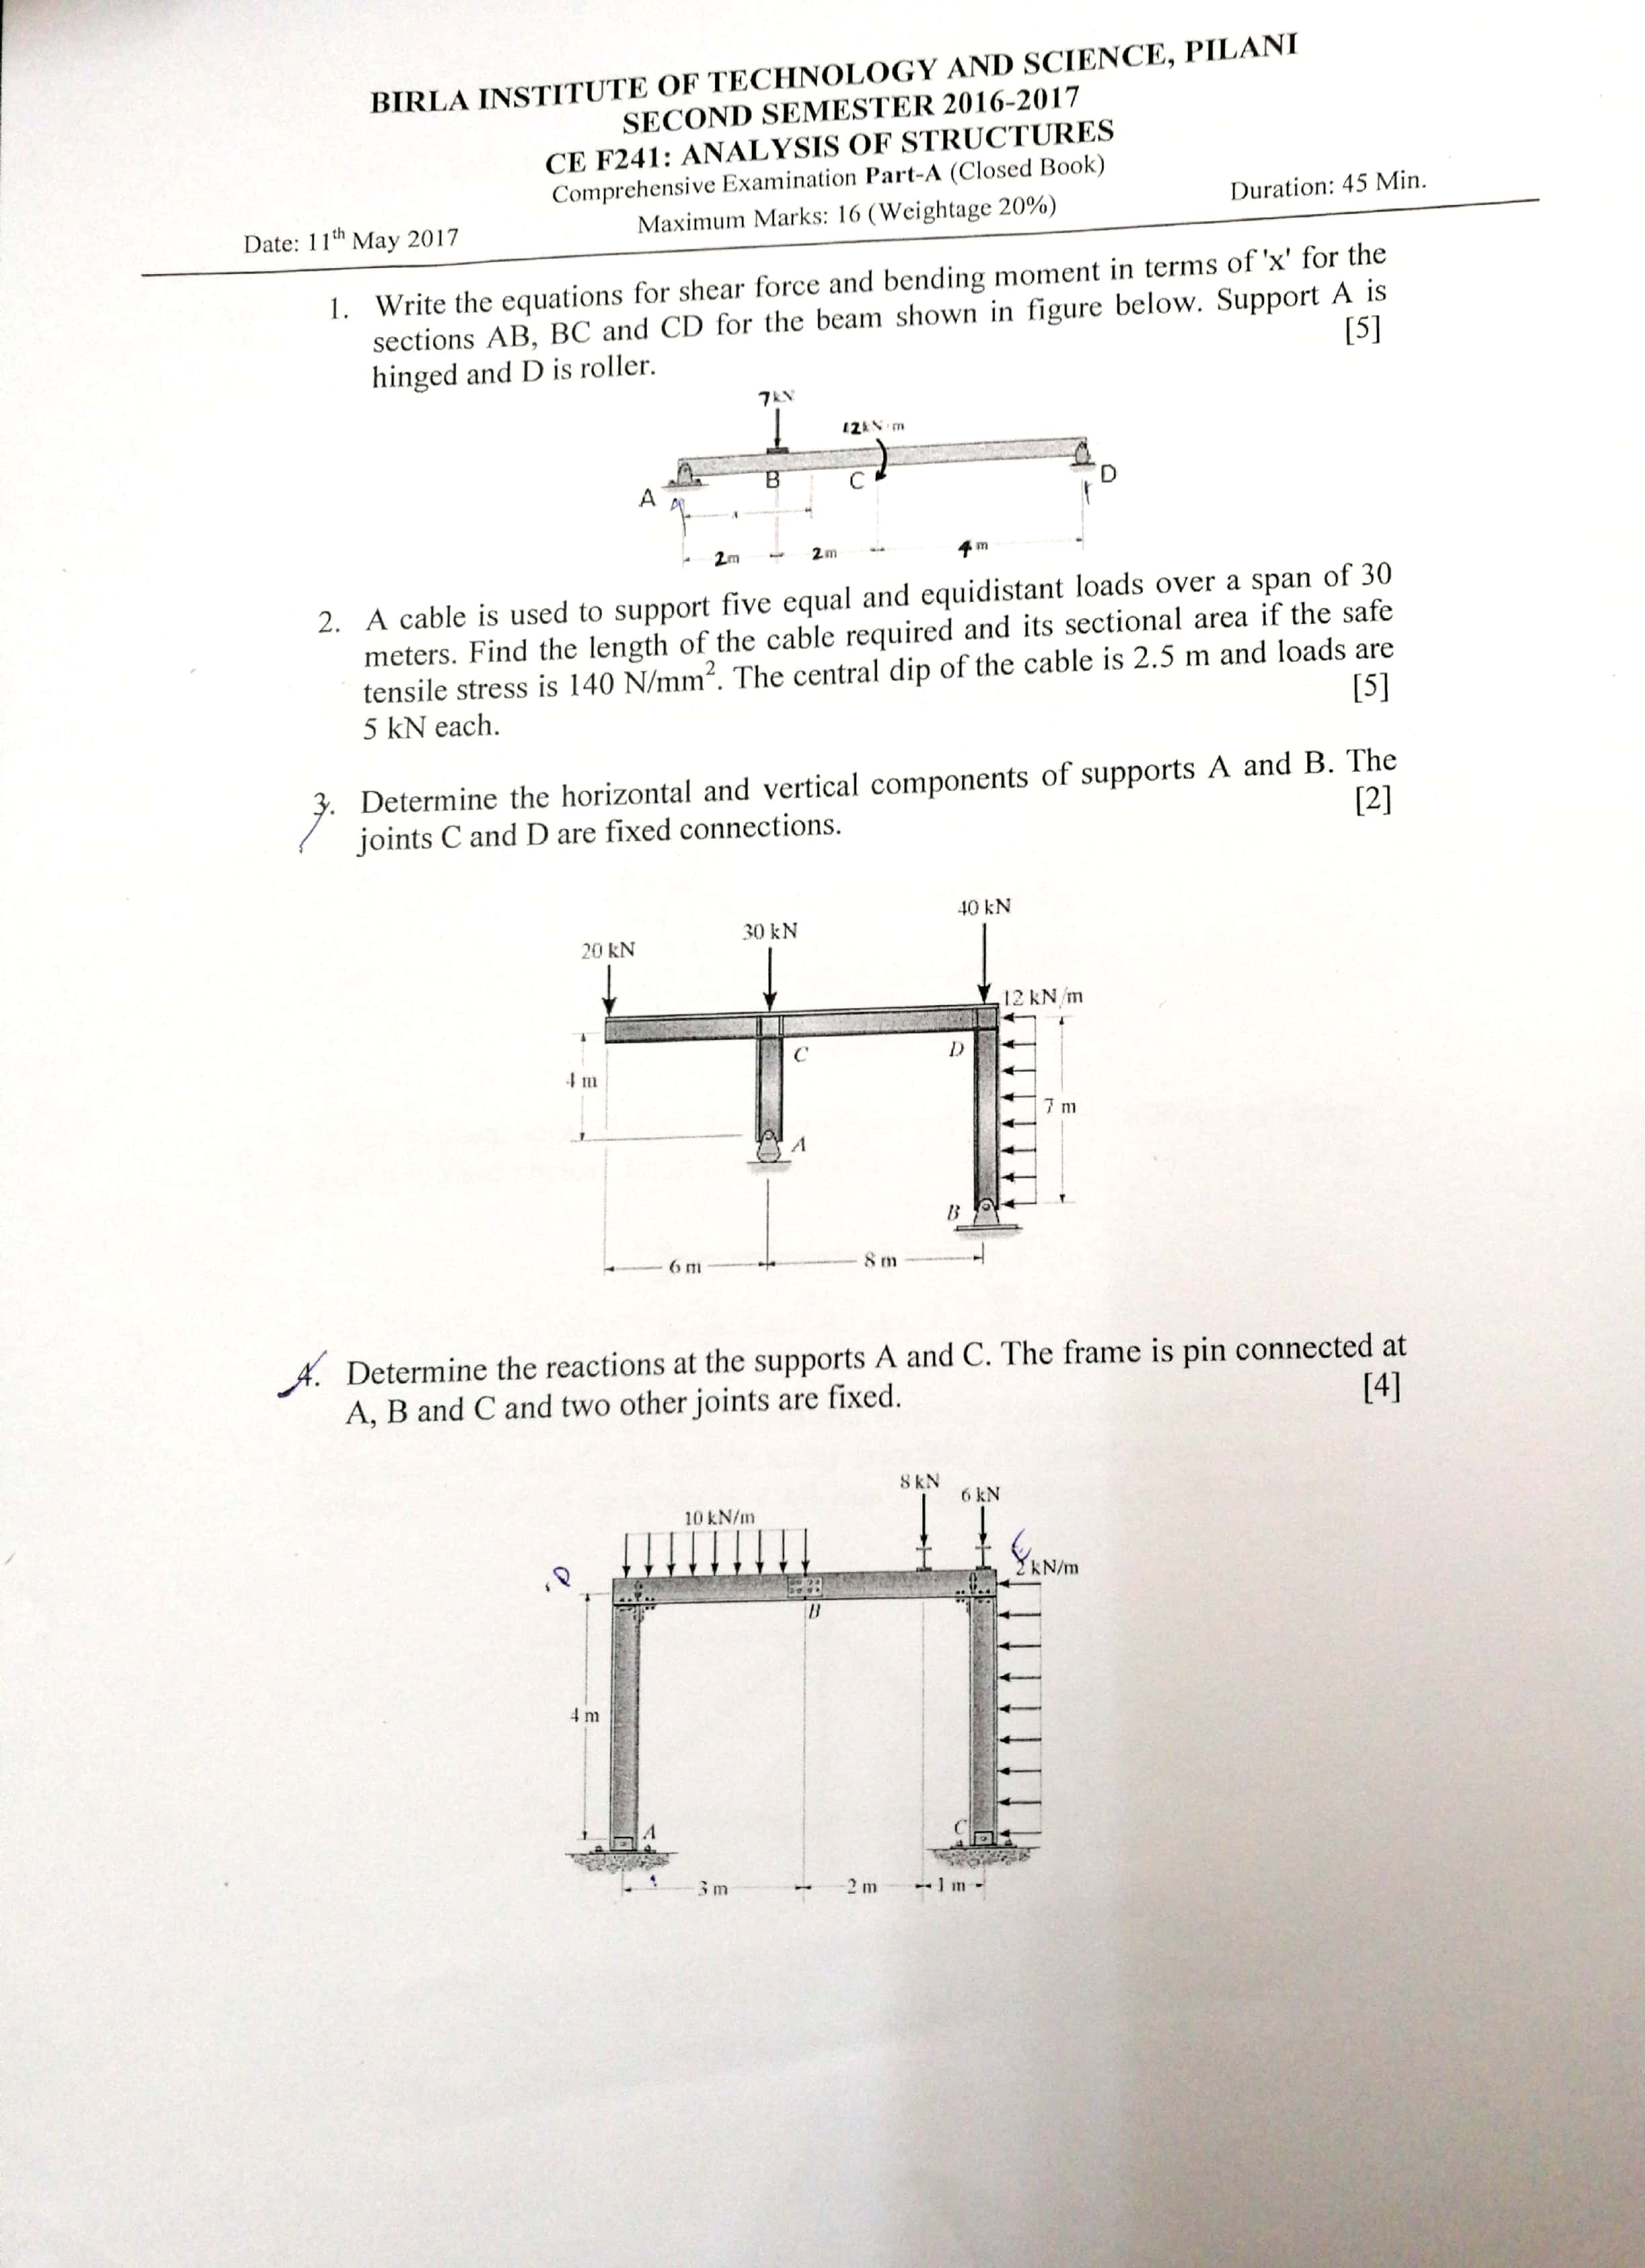 BIRLA INSTITUTE OF TECHNOLOGY AND SCIENCE, PILANI
SECOND SEMESTER 2016-2017
CE F241: ANALYSIS OF STRUCTURES
Comprehensive Examination Part-A (Closed Book)
Maximum Marks: 16 (Weightage 20%)
Duration: 45 Min.
Date: 11th May 2017
1. Write the equations for shear force and bending moment in terms of 'x' for the
sections AB, BC and CD for the beam shown in figure below. Support A is
hinged and D is roller. [5]
7kN
12kN·m
A B C D
2m 2m 4m
2. A cable is used to support five equal and equidistant loads over a span of 30
meters. Find the length of the cable required and its sectional area if the safe
tensile stress is 140 N/mm². The central dip of the cable is 2.5 m and loads are
5 kN each. [5]
3. Determine the horizontal and vertical components of supports A and B. The
joints C and D are fixed connections. [2]
40 kN
30 kN
20 kN
12 kN/m
C D
4 m
7 m
A
B
6 m 8 m
4. Determine the reactions at the supports A and C. The frame is pin connected at
A, B and C and two other joints are fixed. [4]
8 kN
6 kN
10 kN/m
2 kN/m
B
4 m
A C
3 m 2 m 1 m